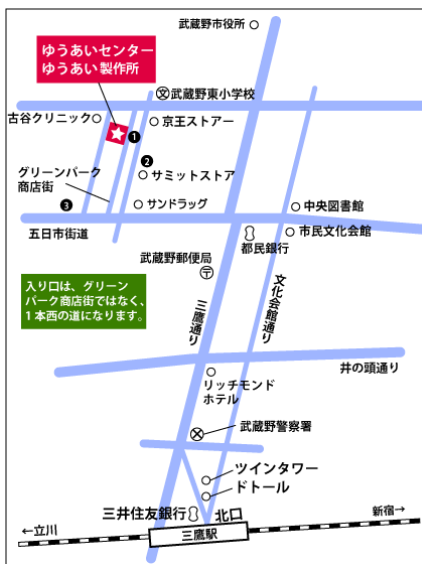 武蔵野市役所
ゆうあいセンター
ゆうあい製作所
武蔵野東小学校
古谷クリニック
京王ストアー
1
グリーンパーク
商店街
2
サミットストア
3
サンドラッグ
中央図書館
五日市街道
市民文化会館
都民銀行
武蔵野郵便局
入り口は、グリーン
パーク商店街ではなく、
1本西の道になります。
三鷹通り
文化会館通り
井の頭通り
リッチモンド
ホテル
武蔵野警察署
ツインタワー
ドトール
三井住友銀行
北口
←立川
三鷹駅
新宿→